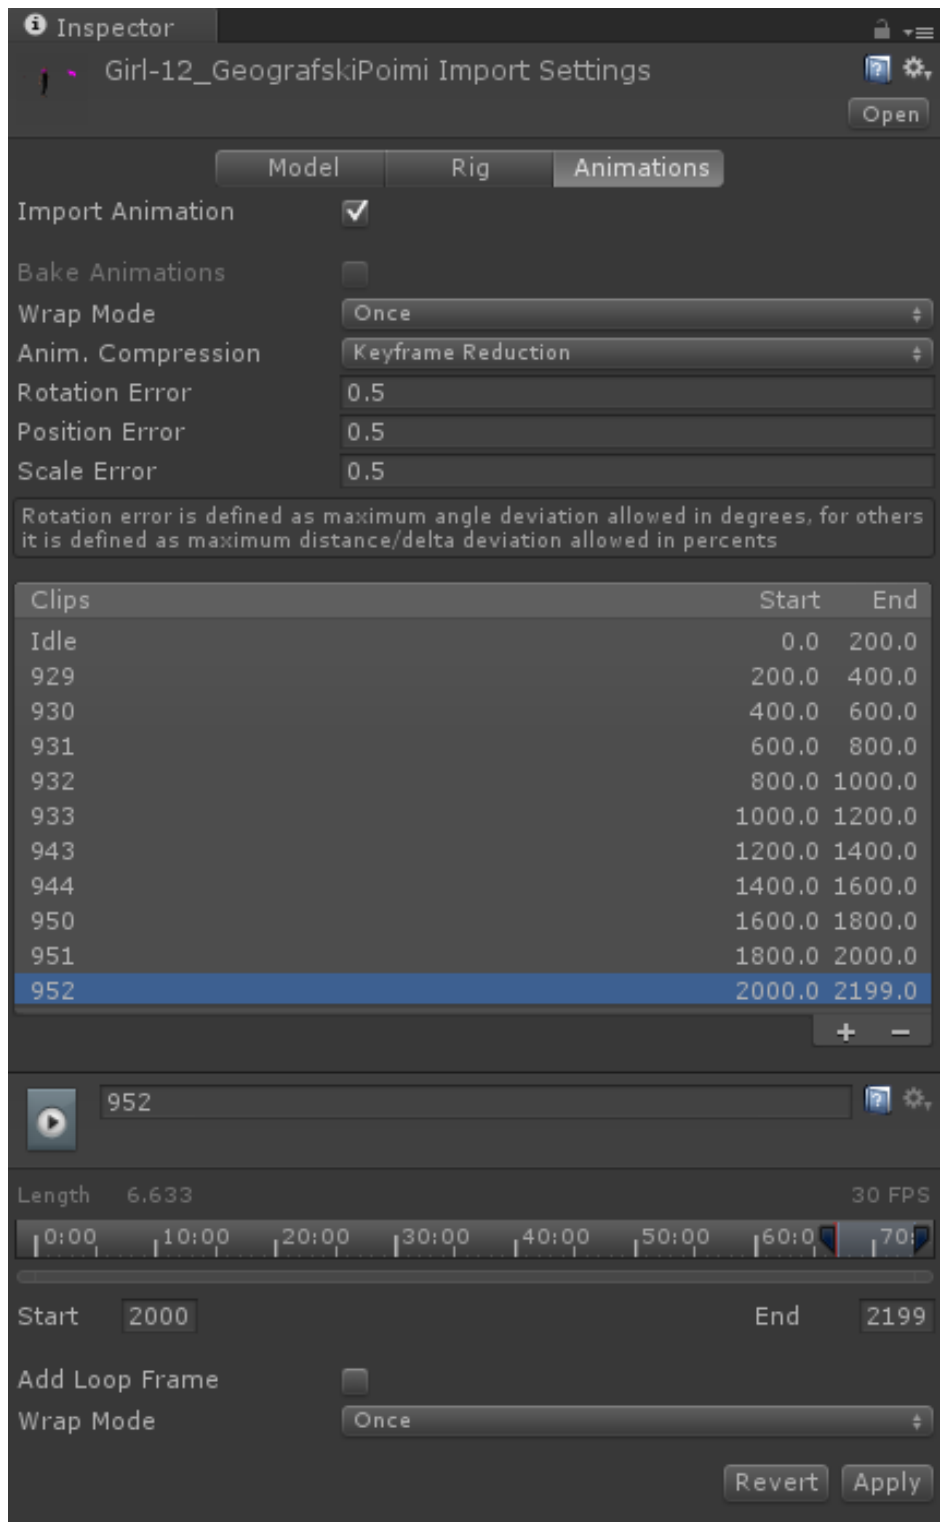 Inspector
Girl-12_GeografskiPoimi Import Settings
Open
Model Rig Animations
Import Animation
Bake Animations
Wrap Mode Once
Anim. Compression Keyframe Reduction
Rotation Error 0.5
Position Error 0.5
Scale Error 0.5
Rotation error is defined as maximum angle deviation allowed in degrees, for others
it is defined as maximum distance/delta deviation allowed in percents
Clips Start End
Idle 0.0 200.0
929 200.0 400.0
930 400.0 600.0
931 600.0 800.0
932 800.0 1000.0
933 1000.0 1200.0
943 1200.0 1400.0
944 1400.0 1600.0
950 1600.0 1800.0
951 1800.0 2000.0
952 2000.0 2199.0
+ −
952
Length 6.633 30 FPS
0:00 10:00 20:00 30:00 40:00 50:00 60:0 70:
Start 2000 End 2199
Add Loop Frame
Wrap Mode Once
Revert Apply